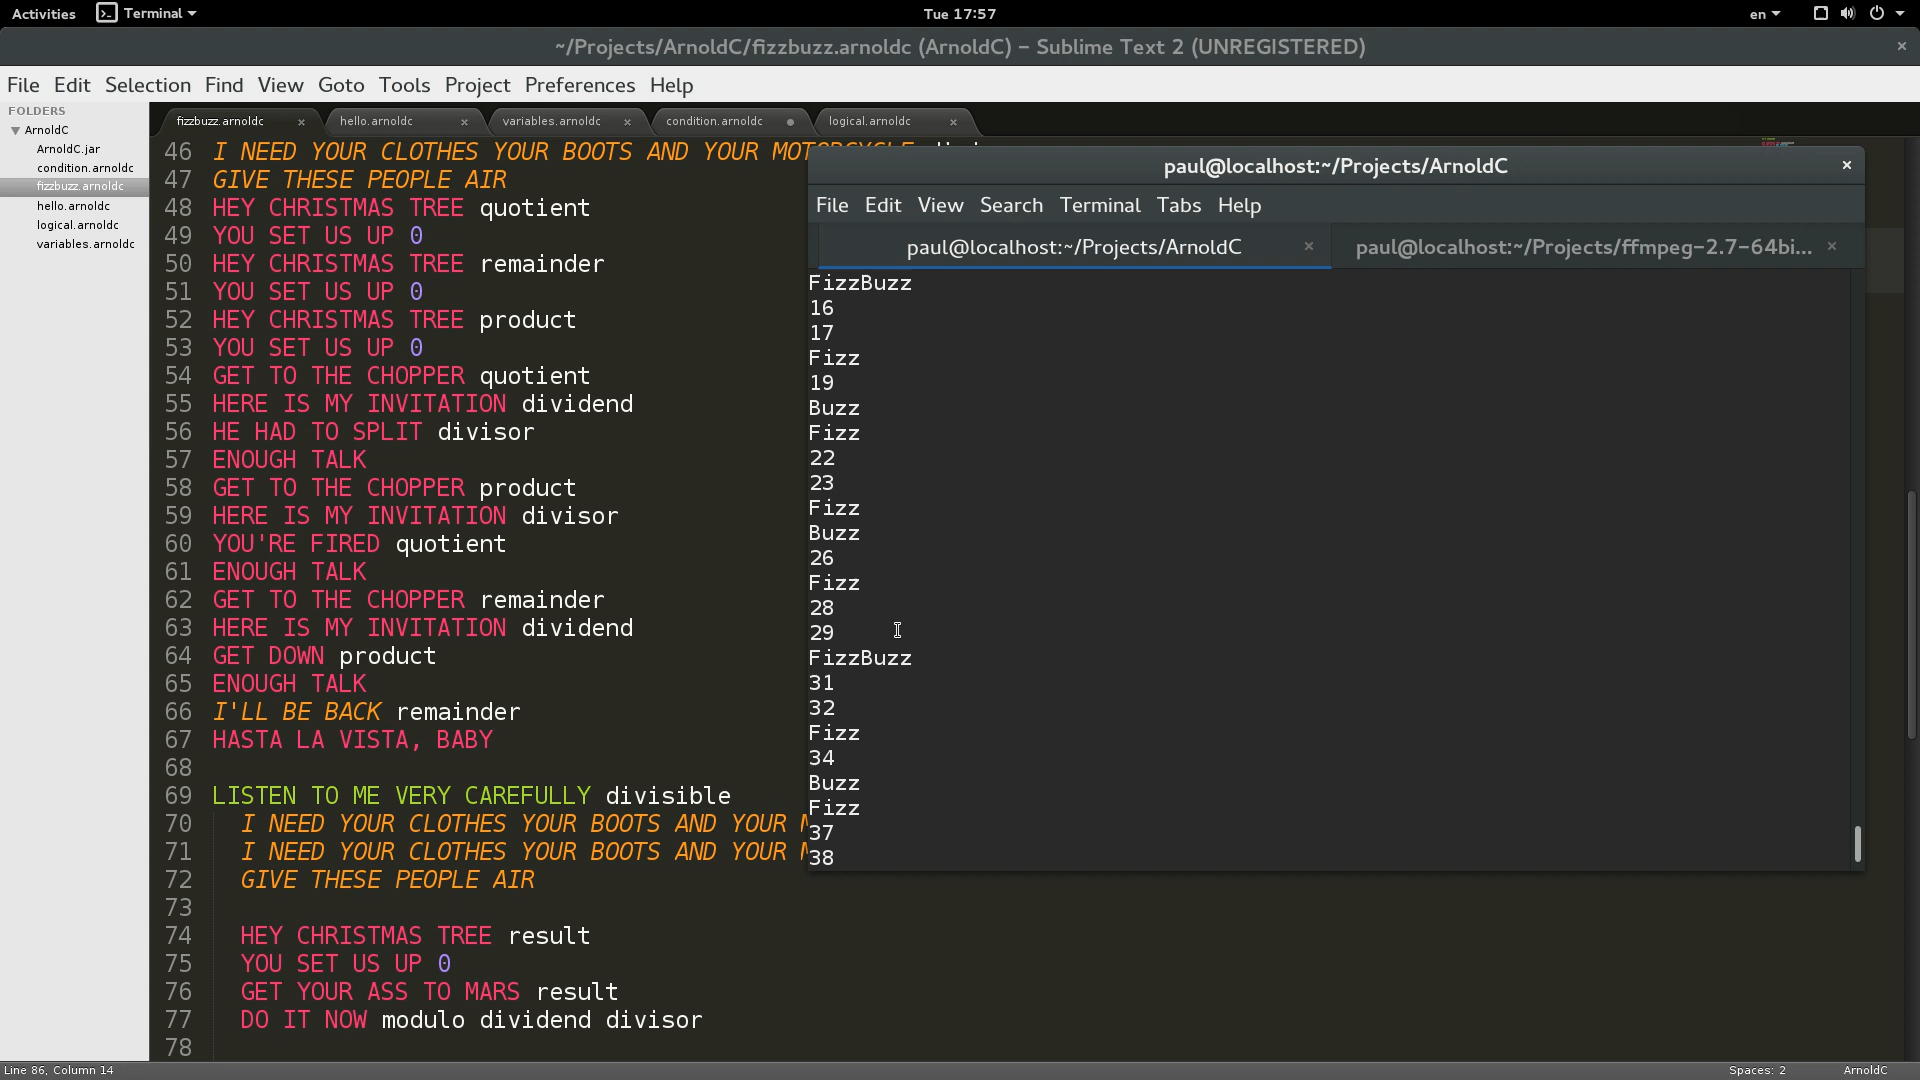 Activities Terminal Tue 17:57 en
~/Projects/ArnoldC/fizzbuzz.arnoldc (ArnoldC) – Sublime Text 2 (UNREGISTERED)
File Edit Selection Find View Goto Tools Project Preferences Help
FOLDERS
ArnoldC
ArnoldC.jar
condition.arnoldc
fizzbuzz.arnoldc
hello.arnoldc
logical.arnoldc
variables.arnoldc
fizzbuzz.arnoldc hello.arnoldc variables.arnoldc condition.arnoldc logical.arnoldc
46 I NEED YOUR CLOTHES YOUR BOOTS AND YOUR MOTORCYCLE
47 GIVE THESE PEOPLE AIR
48 HEY CHRISTMAS TREE quotient
49 YOU SET US UP 0
50 HEY CHRISTMAS TREE remainder
51 YOU SET US UP 0
52 HEY CHRISTMAS TREE product
53 YOU SET US UP 0
54 GET TO THE CHOPPER quotient
55 HERE IS MY INVITATION dividend
56 HE HAD TO SPLIT divisor
57 ENOUGH TALK
58 GET TO THE CHOPPER product
59 HERE IS MY INVITATION divisor
60 YOU'RE FIRED quotient
61 ENOUGH TALK
62 GET TO THE CHOPPER remainder
63 HERE IS MY INVITATION dividend
64 GET DOWN product
65 ENOUGH TALK
66 I'LL BE BACK remainder
67 HASTA LA VISTA, BABY
68
69 LISTEN TO ME VERY CAREFULLY divisible
70 I NEED YOUR CLOTHES YOUR BOOTS AND YOUR
71 I NEED YOUR CLOTHES YOUR BOOTS AND YOUR
72 GIVE THESE PEOPLE AIR
73
74 HEY CHRISTMAS TREE result
75 YOU SET US UP 0
76 GET YOUR ASS TO MARS result
77 DO IT NOW modulo dividend divisor
78
paul@localhost:~/Projects/ArnoldC
File Edit View Search Terminal Tabs Help
paul@localhost:~/Projects/ArnoldC paul@localhost:~/Projects/ffmpeg-2.7-64bi...
FizzBuzz
16
17
Fizz
19
Buzz
Fizz
22
23
Fizz
Buzz
26
Fizz
28
29
FizzBuzz
31
32
Fizz
34
Buzz
Fizz
37
38
Line 86, Column 14 Spaces: 2 ArnoldC